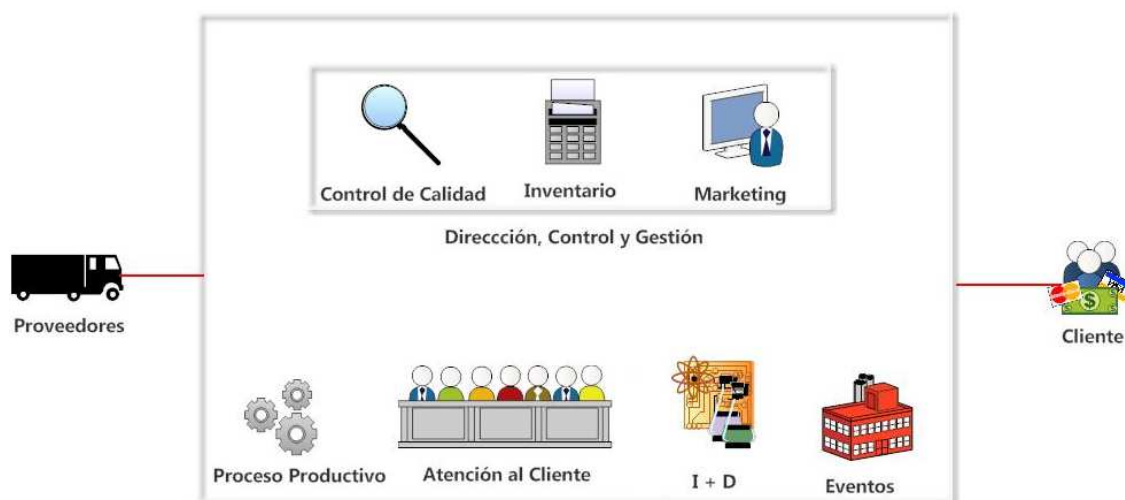 Control de Calidad
Inventario
Marketing
Direccción, Control y Gestión
Proveedores
$
Cliente
Proceso Productivo
Atención al Cliente
I + D
Eventos